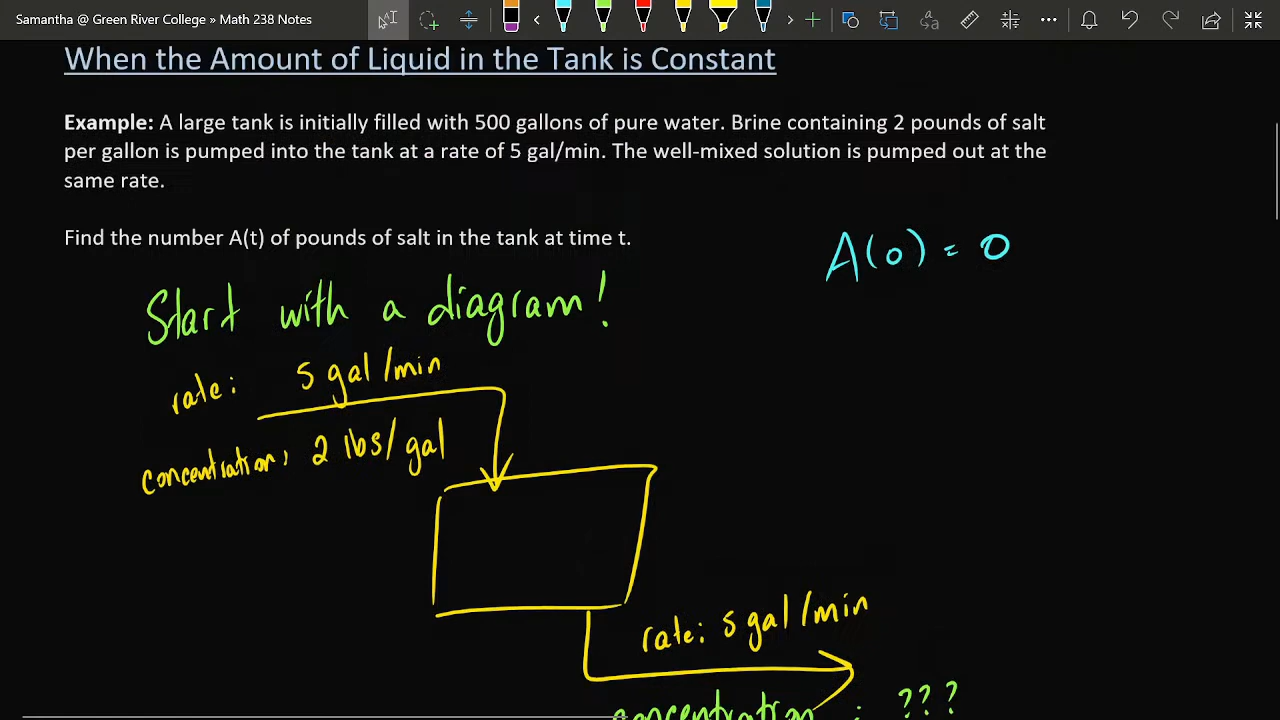 Samantha @ Green River College » Math 238 Notes
When the Amount of Liquid in the Tank is Constant
Example: A large tank is initially filled with 500 gallons of pure water. Brine containing 2 pounds of salt
per gallon is pumped into the tank at a rate of 5 gal/min. The well-mixed solution is pumped out at the
same rate.
Find the number A(t) of pounds of salt in the tank at time t.
A(0) = 0
Start with a diagram!
rate: 5 gal/min
concentration: 2 lbs/gal
rate: 5 gal/min
concentration: ???